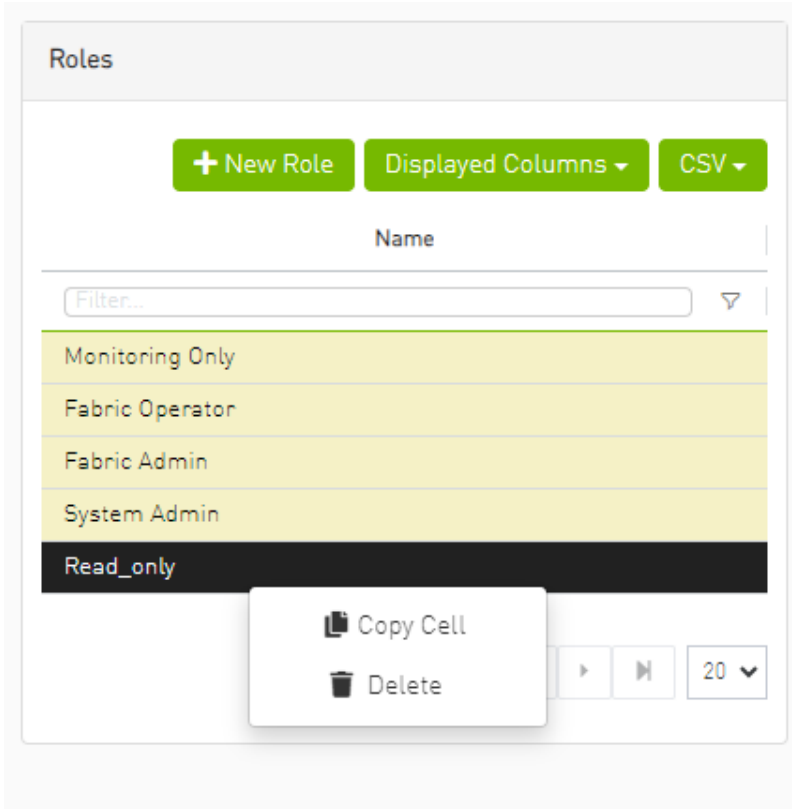 Roles
New Role
Displayed Columns
CSV
Name
Filter...
Monitoring Only
Fabric Operator
Fabric Admin
System Admin
Read_only
Copy Cell
Delete
20